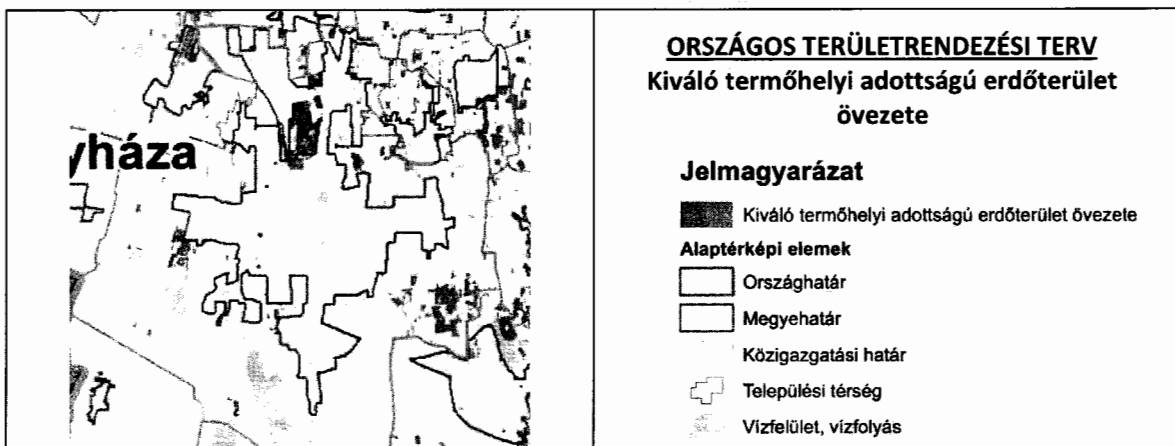 yháza
ORSZÁGOS TERÜLETRENDEZÉSI TERV
Kiváló termőhelyi adottságú erdőterület
övezete
Jelmagyarázat
Kiváló termőhelyi adottságú erdőterület övezete
Alaptérképi elemek
Országhatár
Megyehatár
Közigazgatási határ
Települési térség
Vízfelület, vízfolyás